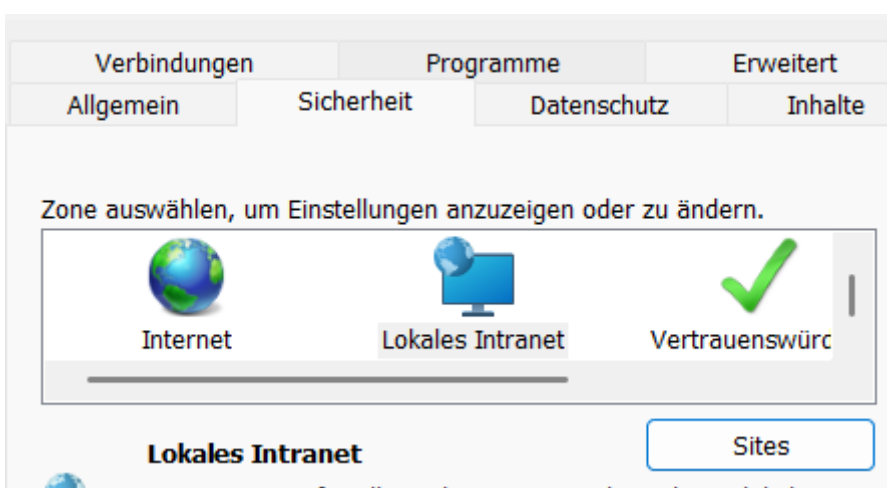 Verbindungen Programme Erweitert
Allgemein Sicherheit Datenschutz Inhalte
Zone auswählen, um Einstellungen anzuzeigen oder zu ändern.
Internet Lokales Intranet Vertrauenswürd
Lokales Intranet Sites